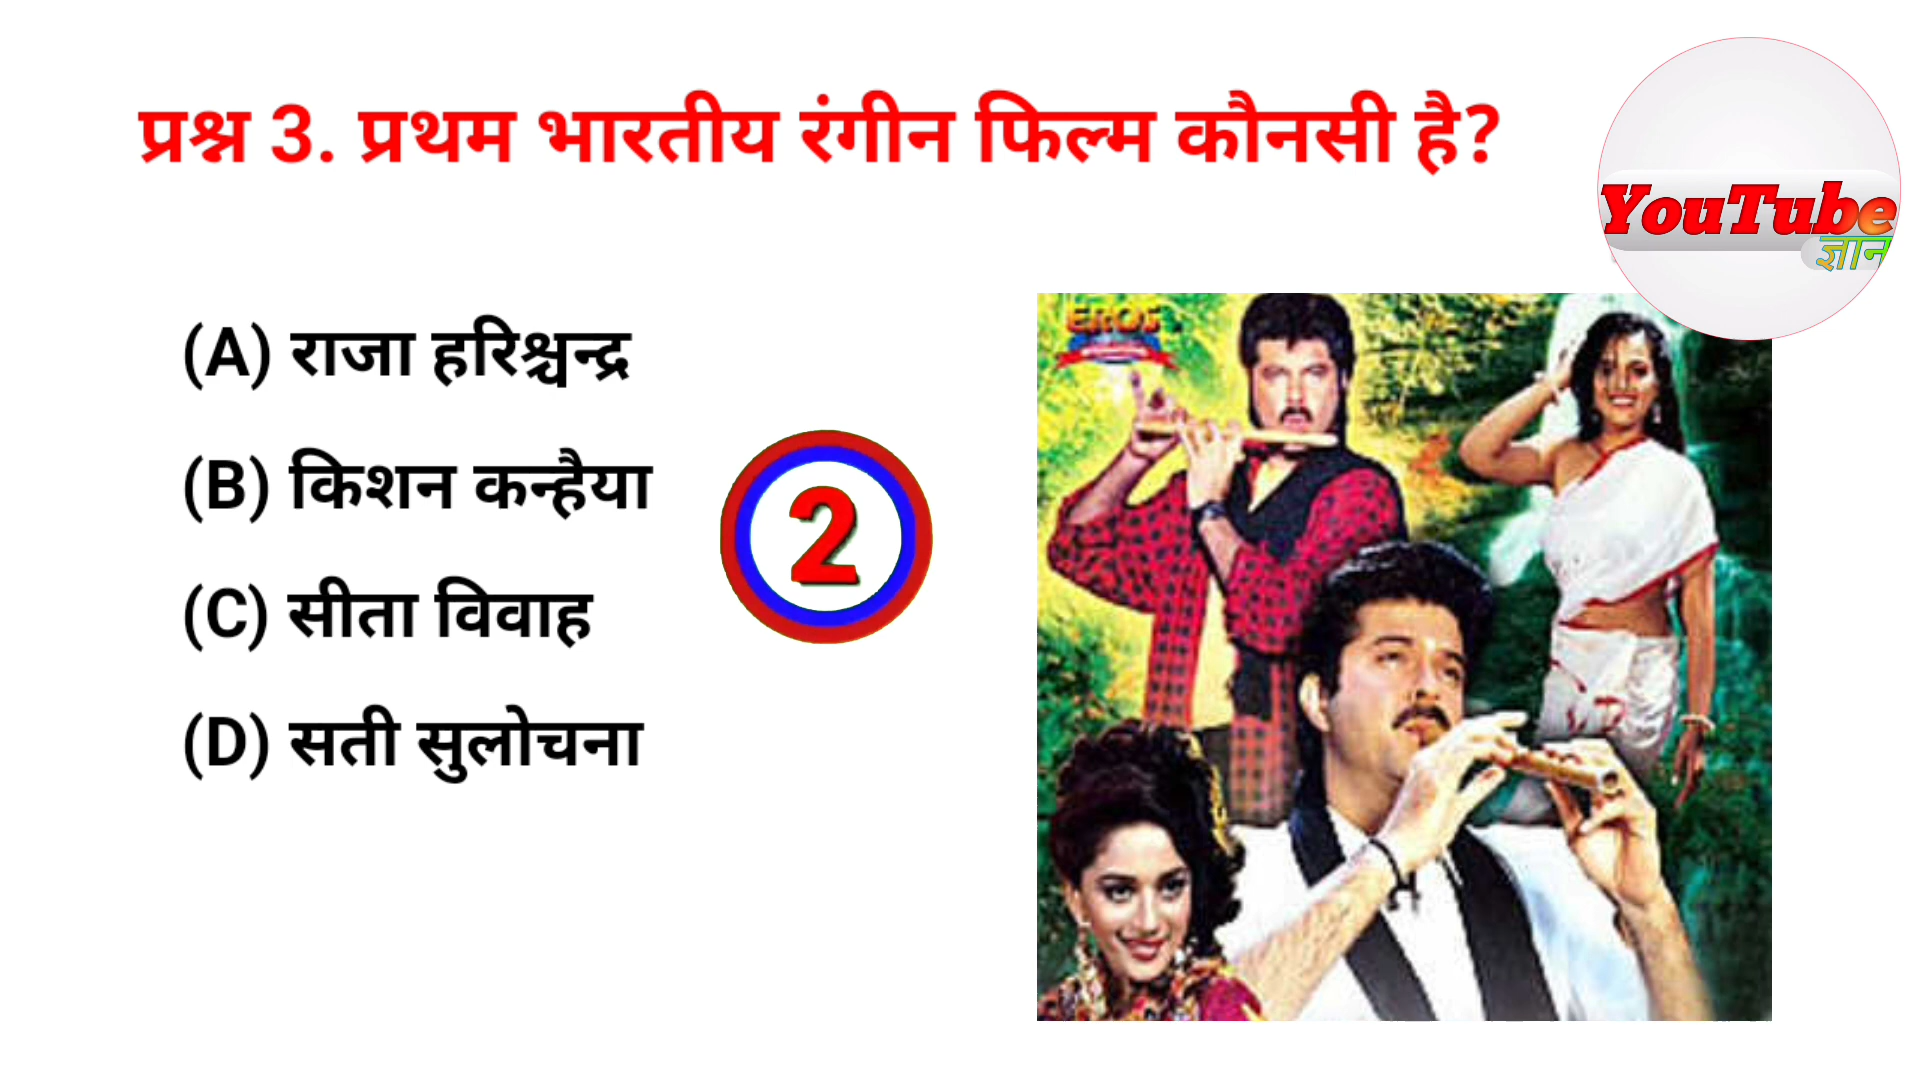 प्रश्न 3. प्रथम भारतीय रंगीन फिल्म कौनसी है?
YouTube
ज्ञान
EROS
(A) राजा हरिश्चन्द्र
(B) किशन कन्हैया
2
(C) सीता विवाह
(D) सती सुलोचना